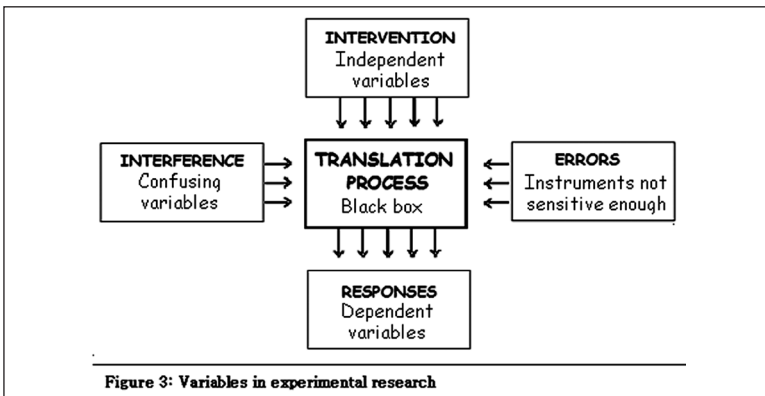 INTERVENTION
Independent
variables
INTERFERENCE
Confusing
variables
TRANSLATION
PROCESS
Black box
ERRORS
Instruments not
sensitive enough
RESPONSES
Dependent
variables
Figure 3: Variables in experimental research